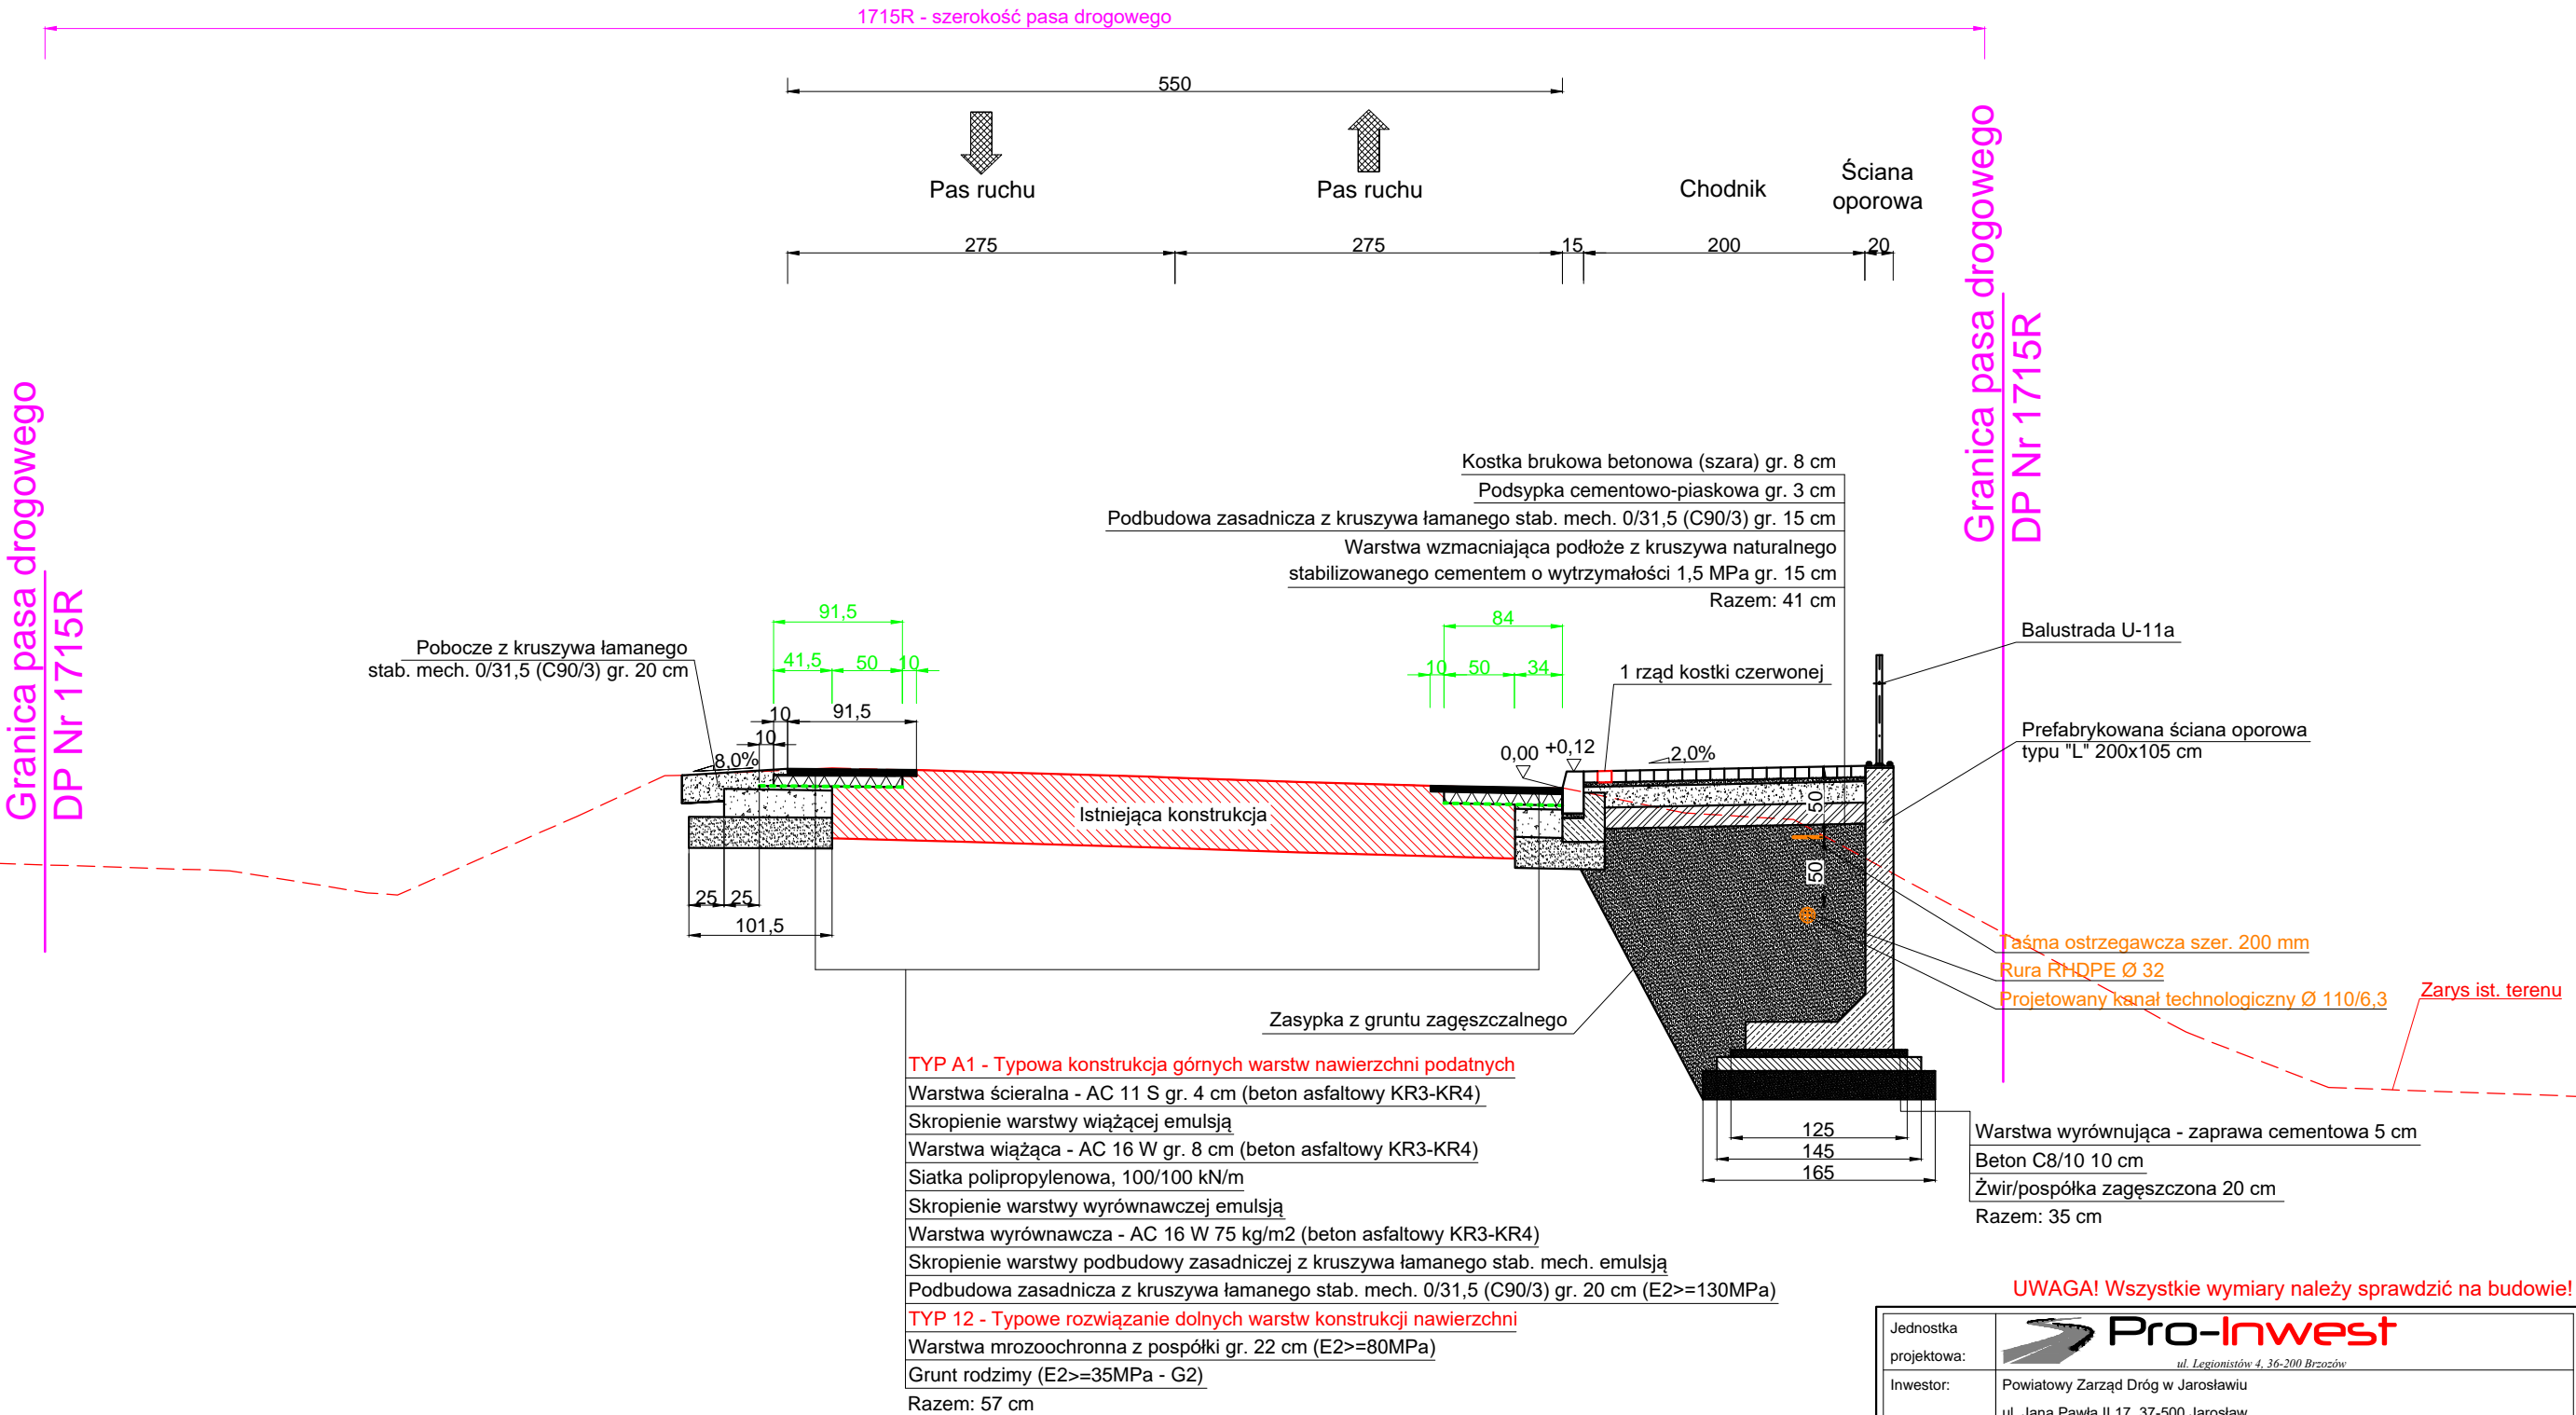 1715R - szerokość pasa drogowego
550
Pas ruchu
Pas ruchu
Chodnik
Ściana
oporowa
275
275
15
200
20
Granica pasa drogowego
DP Nr 1715R
Granica pasa drogowego
DP Nr 1715R
Kostka brukowa betonowa (szara) gr. 8 cm
Podsypka cementowo-piaskowa gr. 3 cm
Podbudowa zasadnicza z kruszywa łamanego stab. mech. 0/31,5 (C90/3) gr. 15 cm
Warstwa wzmacniająca podłoże z kruszywa naturalnego
stabilizowanego cementem o wytrzymałości 1,5 MPa gr. 15 cm
Razem: 41 cm
91,5
41,5
50
10
84
10
50
34
Pobocze z kruszywa łamanego
stab. mech. 0/31,5 (C90/3) gr. 20 cm
1 rząd kostki czerwonej
Balustrada U-11a
Prefabrykowana ściana oporowa
typu "L" 200x105 cm
10
91,5
10
8,0%
0,00
+0,12
2,0%
Istniejąca konstrukcja
50
50
25
25
101,5
Taśma ostrzegawcza szer. 200 mm
Rura RHDPE Ø 32
Projetowany kanał technologiczny Ø 110/6,3
Zarys ist. terenu
Zasypka z gruntu zagęszczalnego
TYP A1 - Typowa konstrukcja górnych warstw nawierzchni podatnych
Warstwa ścieralna - AC 11 S gr. 4 cm (beton asfaltowy KR3-KR4)
Skropienie warstwy wiążącej emulsją
Warstwa wiążąca - AC 16 W gr. 8 cm (beton asfaltowy KR3-KR4)
Siatka polipropylenowa, 100/100 kN/m
Skropienie warstwy wyrównawczej emulsją
Warstwa wyrównawcza - AC 16 W 75 kg/m2 (beton asfaltowy KR3-KR4)
Skropienie warstwy podbudowy zasadniczej z kruszywa łamanego stab. mech. emulsją
Podbudowa zasadnicza z kruszywa łamanego stab. mech. 0/31,5 (C90/3) gr. 20 cm (E2>=130MPa)
TYP 12 - Typowe rozwiązanie dolnych warstw konstrukcji nawierzchni
Warstwa mrozoochronna z pospółki gr. 22 cm (E2>=80MPa)
Grunt rodzimy (E2>=35MPa - G2)
Razem: 57 cm
125
145
165
Warstwa wyrównująca - zaprawa cementowa 5 cm
Beton C8/10 10 cm
Żwir/pospółka zagęszczona 20 cm
Razem: 35 cm
UWAGA! Wszystkie wymiary należy sprawdzić na budowie!
Jednostka
projektowa:
Pro-Inwest
ul. Legionistów 4, 36-200 Brzozów
Inwestor:
Powiatowy Zarząd Dróg w Jarosławiu
ul. Jana Pawła II 17, 37-500 Jarosław